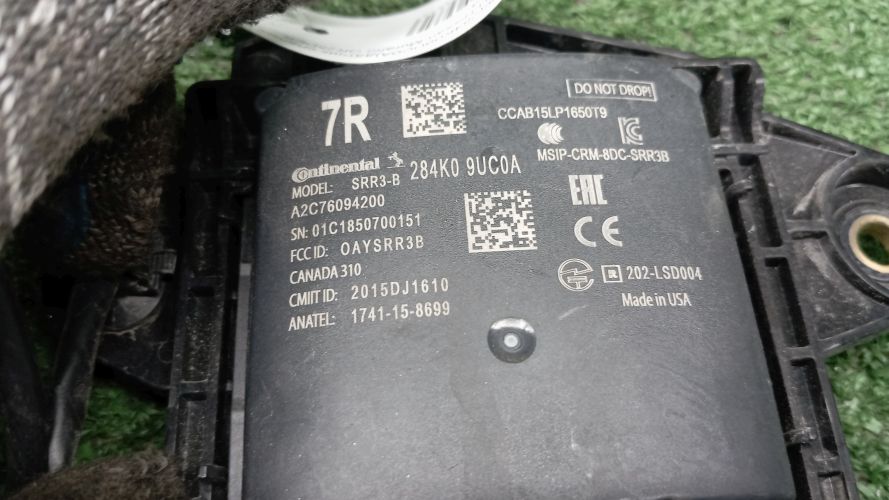 7R
DO NOT DROP!
CCAB15LP1650T9
MSIP-CRM-8DC-SRR3B
Continental 284K0 9UC0A
MODEL: SRR3-B
A2C76094200
SN: 01C1850700151
FCC ID: OAYSRR3B
CANADA 310
CMIIT ID: 2015DJ1610
ANATEL: 1741-15-8699
EAC
CE
R 202-LSD004
Made in USA